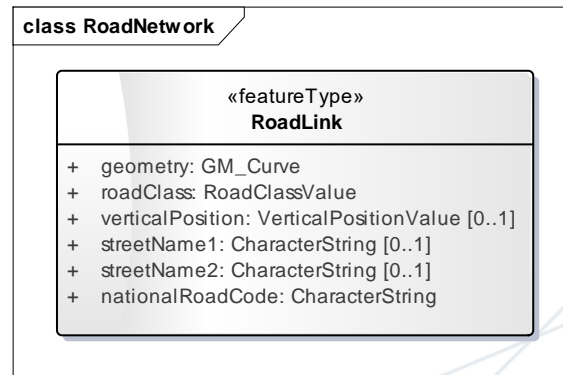 class RoadNetwork
«featureType»
RoadLink
+ geometry: GM_Curve
+ roadClass: RoadClassValue
+ verticalPosition: VerticalPositionValue [0..1]
+ streetName1: CharacterString [0..1]
+ streetName2: CharacterString [0..1]
+ nationalRoadCode: CharacterString